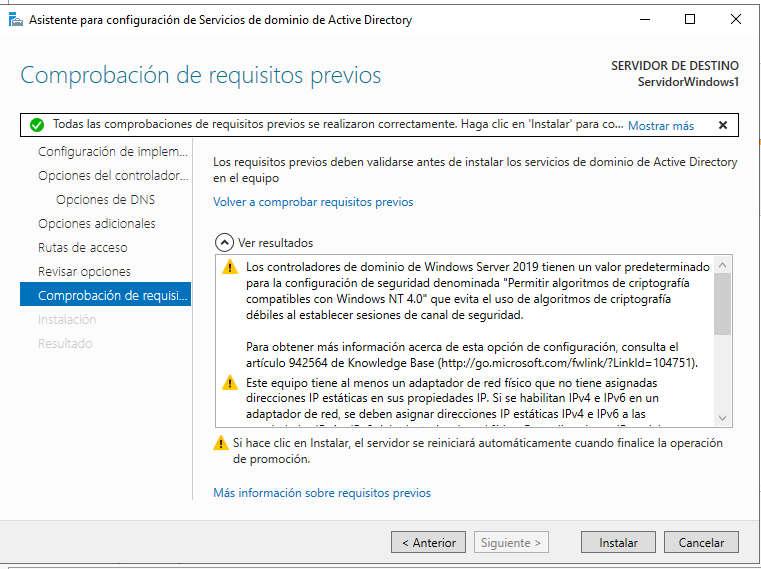 Asistente para configuración de Servicios de dominio de Active Directory
Comprobación de requisitos previos
SERVIDOR DE DESTINO
ServidorWindows1
Todas las comprobaciones de requisitos previos se realizaron correctamente. Haga clic en 'Instalar' para co... Mostrar más
Configuración de implem...
Opciones del controlador...
Opciones de DNS
Opciones adicionales
Rutas de acceso
Revisar opciones
Comprobación de requisi...
Instalación
Resultado
Los requisitos previos deben validarse antes de instalar los servicios de dominio de Active Directory
en el equipo
Volver a comprobar requisitos previos
Ver resultados
Los controladores de dominio de Windows Server 2019 tienen un valor predeterminado
para la configuración de seguridad denominada "Permitir algoritmos de criptografía
compatibles con Windows NT 4.0" que evita el uso de algoritmos de criptografía
débiles al establecer sesiones de canal de seguridad.
Para obtener más información acerca de esta opción de configuración, consulta el
artículo 942564 de Knowledge Base (http://go.microsoft.com/fwlink/?LinkId=104751).
Este equipo tiene al menos un adaptador de red físico que no tiene asignadas
direcciones IP estáticas en sus propiedades IP. Si se habilitan IPv4 e IPv6 en un
adaptador de red, se deben asignar direcciones IP estáticas IPv4 e IPv6 a las
Si hace clic en Instalar, el servidor se reiniciará automáticamente cuando finalice la operación
de promoción.
Más información sobre requisitos previos
< Anterior
Siguiente >
Instalar
Cancelar